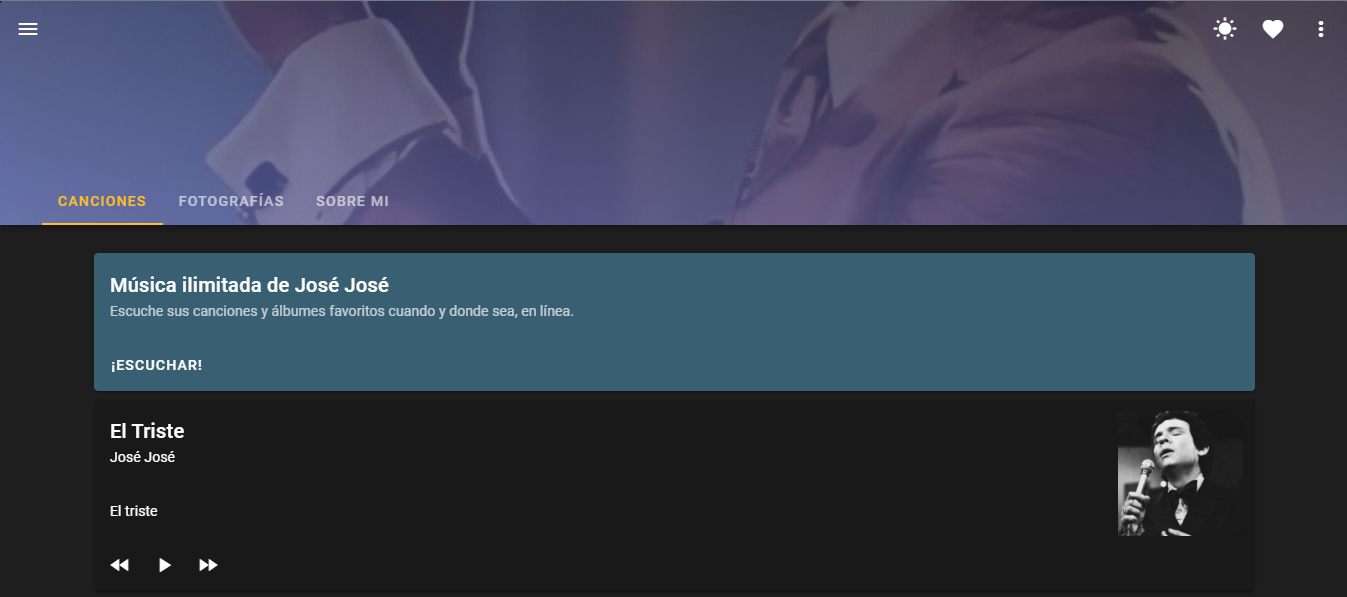 CANCIONES FOTOGRAFÍAS SOBRE MI
Música ilimitada de José José
Escuche sus canciones y álbumes favoritos cuando y donde sea, en línea.
¡ESCUCHAR!
El Triste
José José
El triste